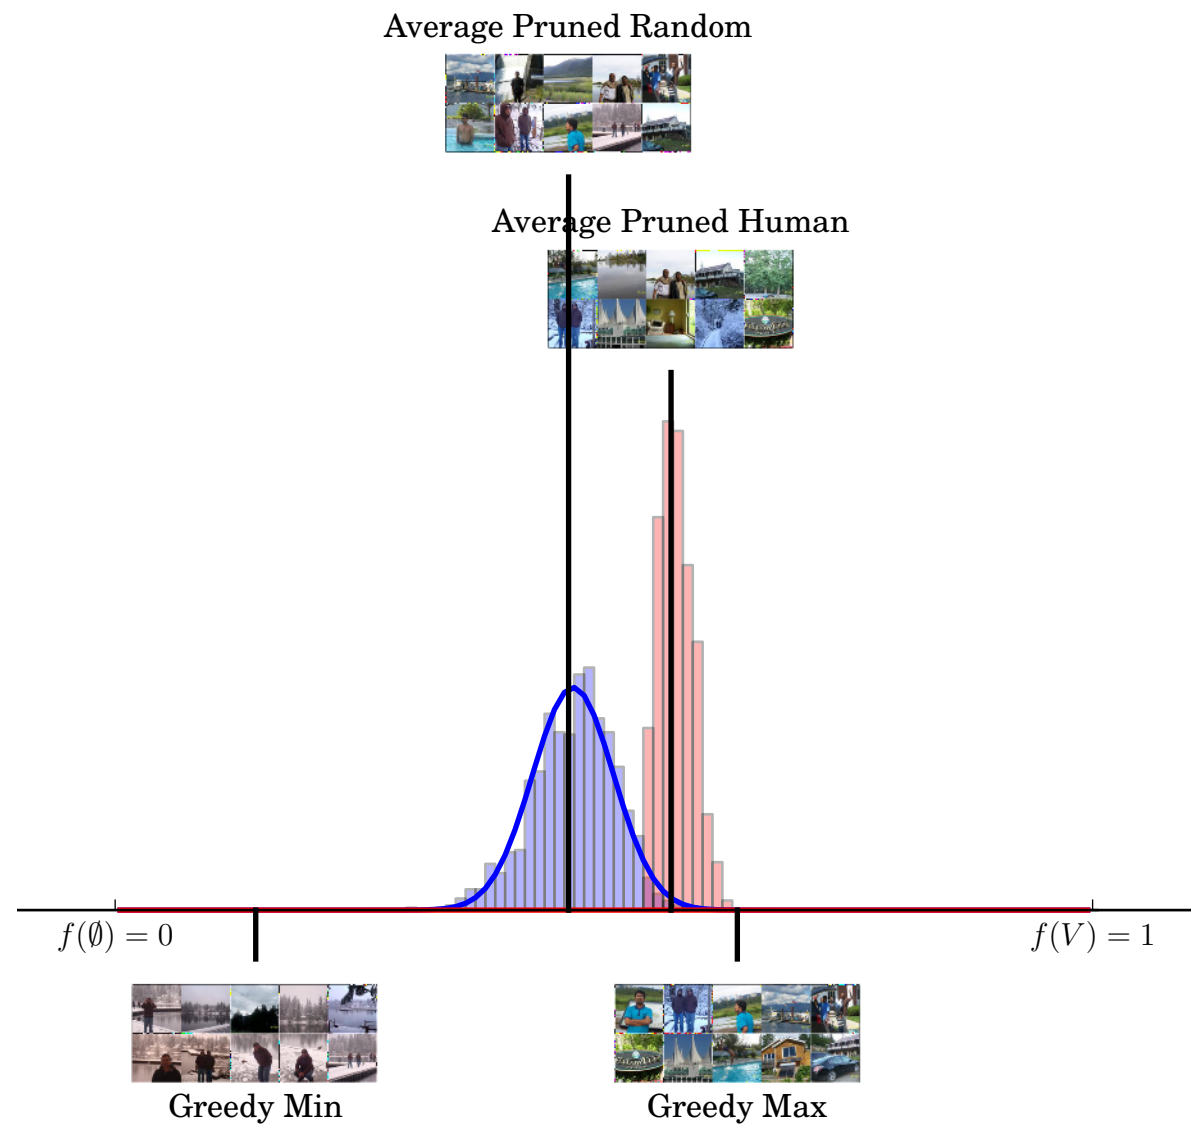 Average Pruned Random
Average Pruned Human
f(∅) = 0
f(V) = 1
Greedy Min
Greedy Max